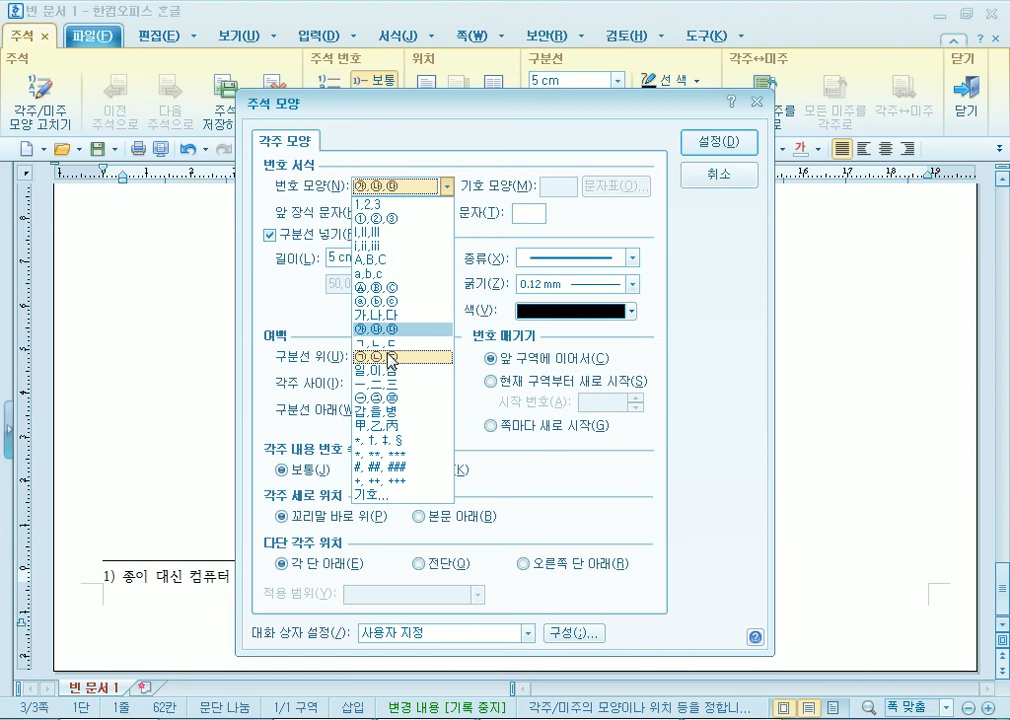 빈 문서 1 - 한컴오피스 흔글
주석 × 파일(F) 편집(E) 보기(U) 입력(D) 서식(J) 쪽(W) 보안(R) 검토(H) 도구(K)
주석 주석 번호 위치 구분선 각주↔미주 닫기
1)- 보통 5 cm 선 색
각주/미주 모양 고치기
이전 주석으로
다음 주석으로
모든 미주를 각주로
각주↔미주
닫기
주석 모양
각주 모양
설정(D)
취소
번호 서식
번호 모양(N): ㉮,㉯,㉰ 기호 모양(M): 문자표(O)...
앞 장식 문자 문자(T):
구분선 넣기
길이(L): 5 cm 종류(X):
50,0 굵기(Z): 0.12 mm
색(V):
1,2,3
①,②,③
I,II,III
i,ii,iii
A,B,C
a,b,c
Ⓐ,Ⓑ,Ⓒ
ⓐ,ⓑ,ⓒ
가,나,다
㉮,㉯,㉰
ㄱ,ㄴ,ㄷ
㉠,㉡,㉢
일,이,삼
一,二,三
㊀,㊁,㊂
갑,을,병
甲,乙,丙
*, †, ‡, §
*, **, ***
#, ##, ###
+, ++, +++
기호...
여백
구분선 위(U):
각주 사이(I):
구분선 아래(W
번호 매기기
앞 구역에 이어서(C)
현재 구역부터 새로 시작(S)
시작 번호(A):
쪽마다 새로 시작(G)
각주 내용 번호
보통(J) (K)
각주 세로 위치
꼬리말 바로 위(P) 본문 아래(B)
다단 각주 위치
각 단 아래(E) 전단(Q) 오른쪽 단 아래(R)
적용 범위(Y):
대화 상자 설정(/): 사용자 지정 구성(;)...
1) 종이 대신 컴퓨터
빈 문서 1
3/3쪽 1단 1줄 62칸 문단 나눔 1/1 구역 삽입 변경 내용 [기록 중지] 각주/미주의 모양이나 위치 등을 정합니... 폭 맞춤